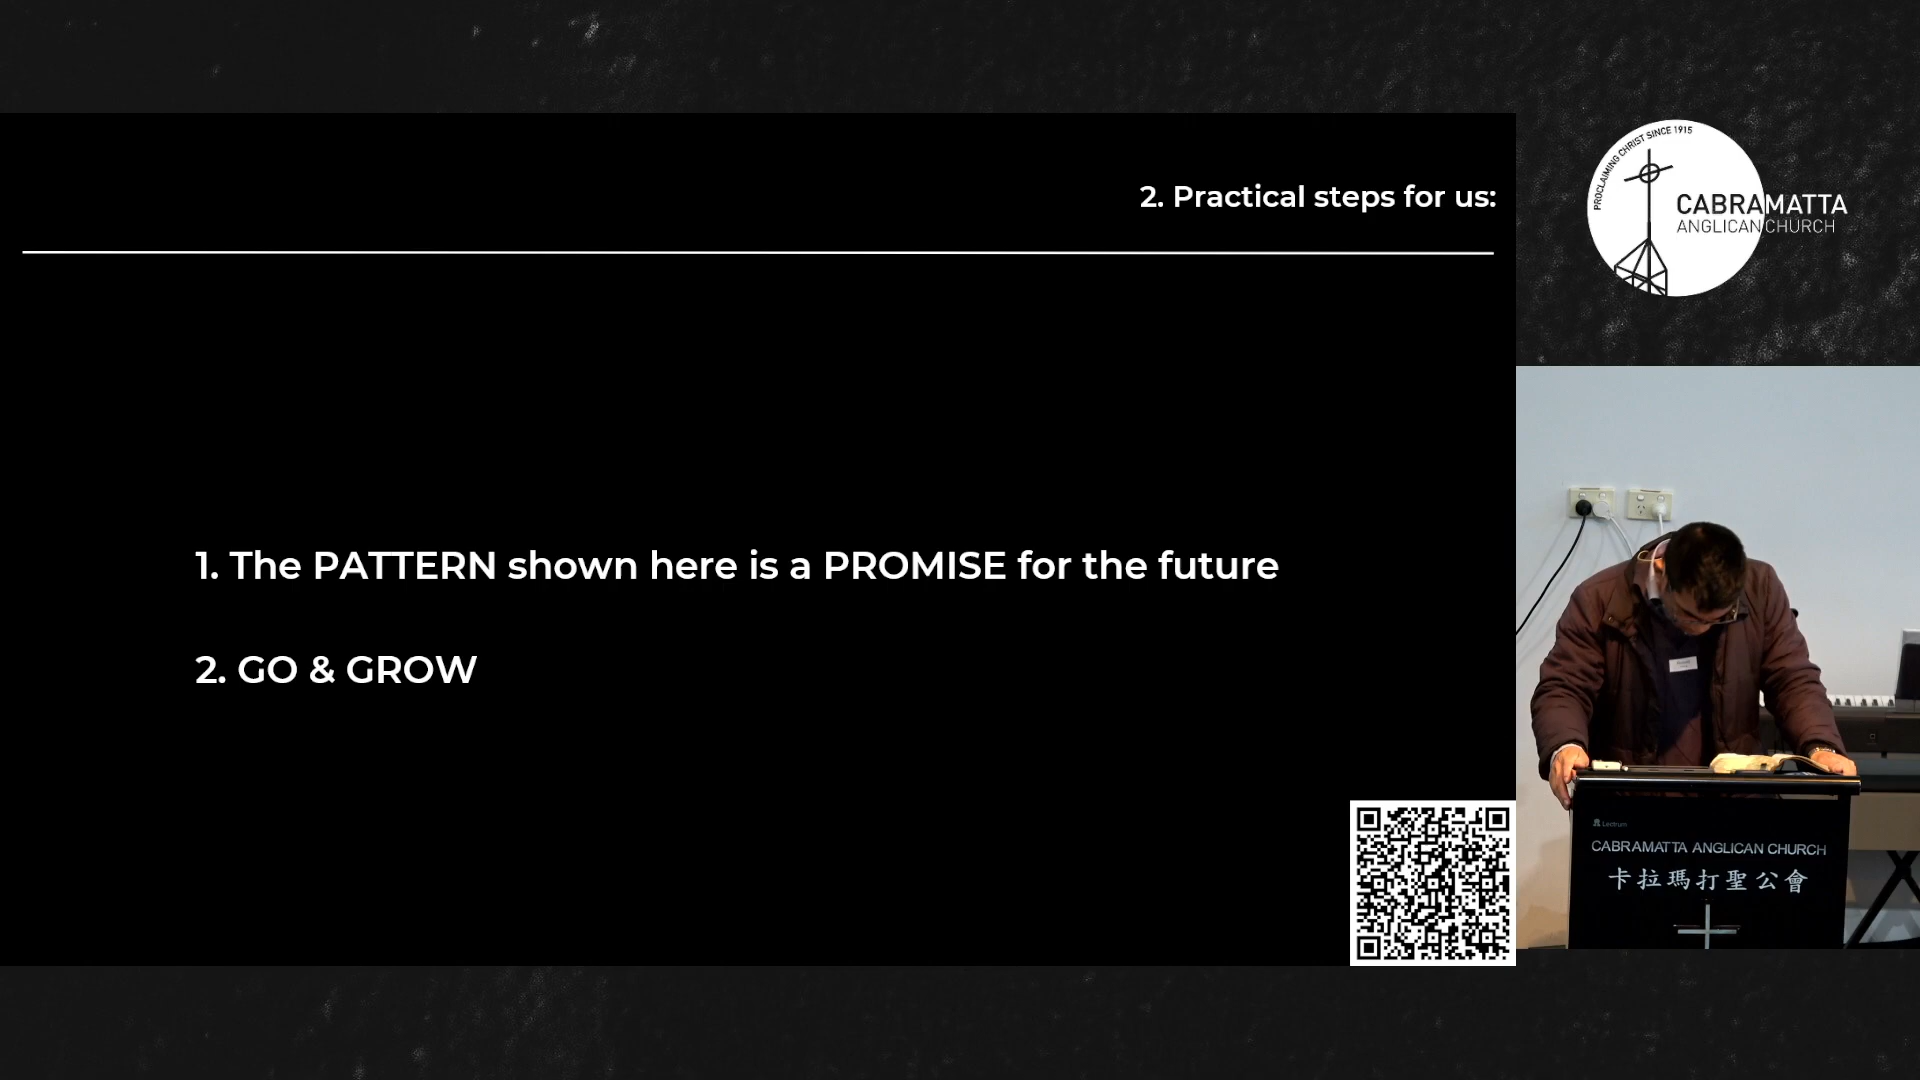 2. Practical steps for us:
1. The PATTERN shown here is a PROMISE for the future
2. GO & GROW
PROCLAIMING CHRIST SINCE 1915
CABRAMATTA
ANGLICAN CHURCH
Lectrum
CABRAMATTA ANGLICAN CHURCH
卡拉瑪打聖公會